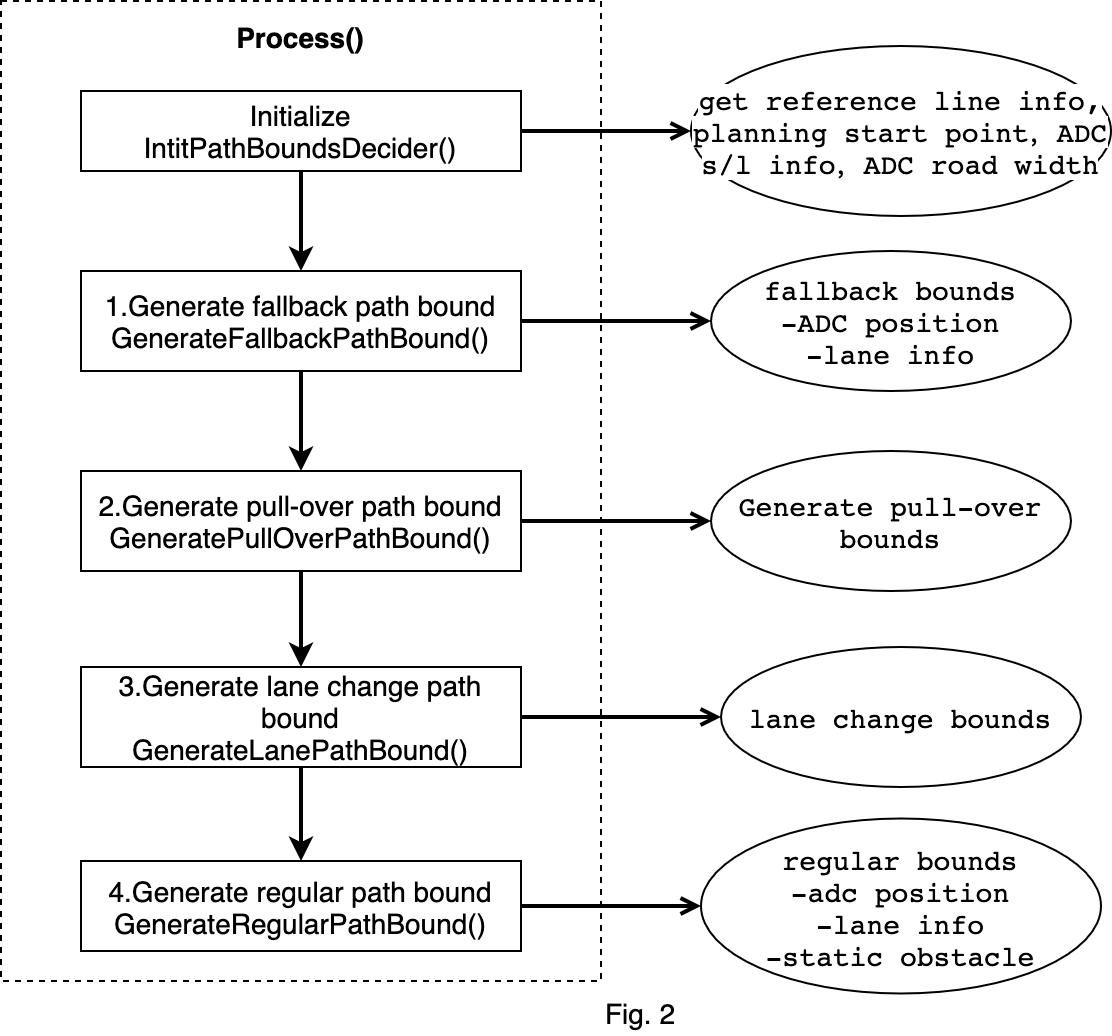 Process()
Initialize
IntitPathBoundsDecider()
get reference line info,
planning start point, ADC
s/l info, ADC road width
1.Generate fallback path bound
GenerateFallbackPathBound()
fallback bounds
-ADC position
-lane info
2.Generate pull-over path bound
GeneratePullOverPathBound()
Generate pull-over
bounds
3.Generate lane change path
bound
GenerateLanePathBound()
lane change bounds
4.Generate regular path bound
GenerateRegularPathBound()
regular bounds
-adc position
-lane info
-static obstacle
Fig. 2